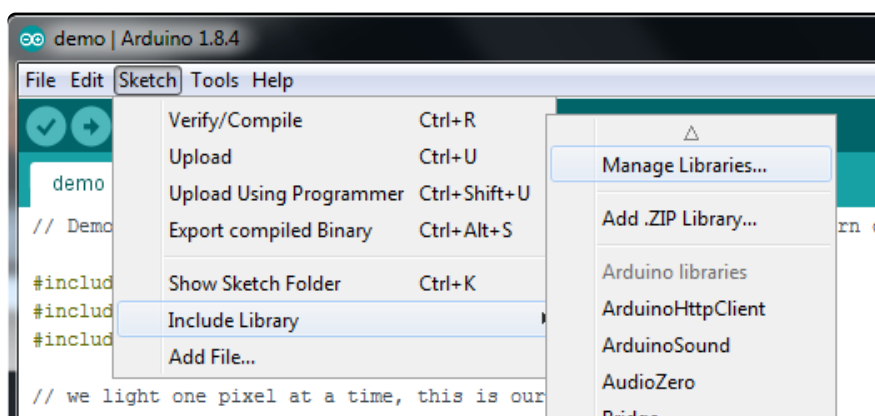 demo | Arduino 1.8.4
File Edit Sketch Tools Help
Verify/Compile Ctrl+R
Upload Ctrl+U
Upload Using Programmer Ctrl+Shift+U
Export compiled Binary Ctrl+Alt+S
Show Sketch Folder Ctrl+K
Include Library
Add File...
Manage Libraries...
Add .ZIP Library...
Arduino libraries
ArduinoHttpClient
ArduinoSound
AudioZero
demo
// Demo
#includ
#includ
#includ
// we light one pixel at a time, this is our